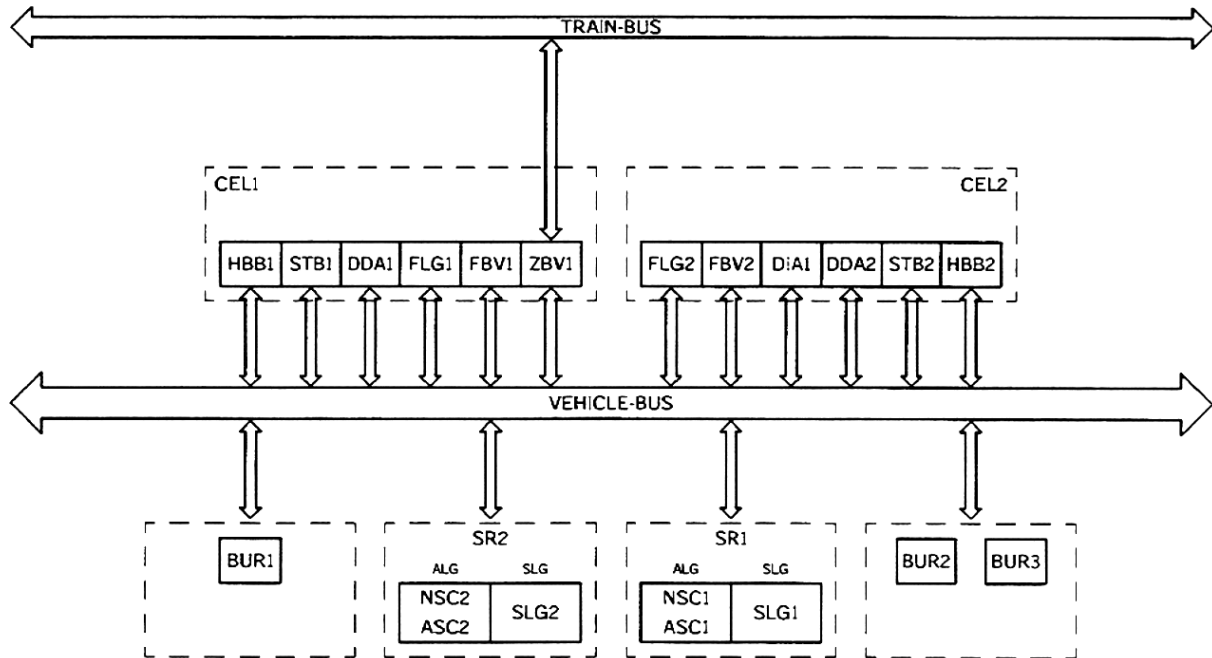 TRAIN-BUS
CEL1 CEL2
HBB1 STB1 DDA1 FLG1 FBV1 ZBV1 FLG2 FBV2 DIA1 DDA2 STB2 HBB2
VEHICLE-BUS
SR2 SR1
BUR1 BUR2 BUR3
ALG SLG ALG SLG
NSC2 NSC1
SLG2 SLG1
ASC2 ASC1